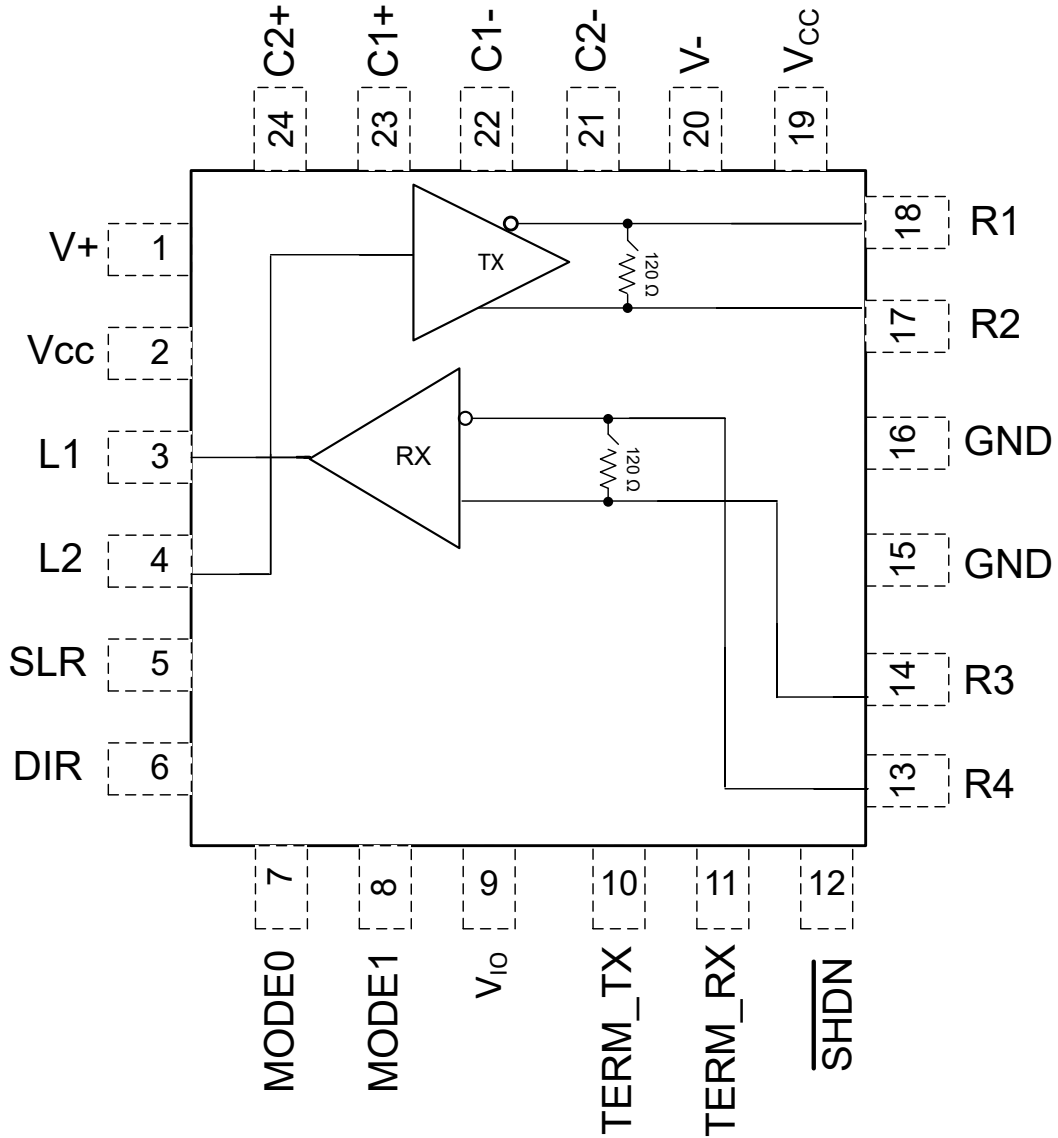 C2+
C1+
C1-
C2-
V-
VCC
24
23
22
21
20
19
V+
1
18
R1
TX
120 Ω
Vcc
2
17
R2
L1
3
RX
120 Ω
16
GND
L2
4
15
GND
SLR
5
14
R3
DIR
6
13
R4
7
8
9
10
11
12
MODE0
MODE1
VIO
TERM_TX
TERM_RX
SHDN